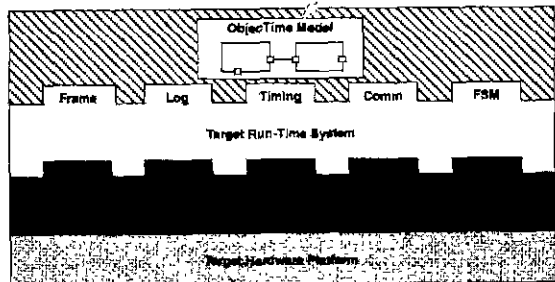 ObjecTime Model
Frame Log Timing Comm FSM
Target Run-Time System
Target Hardware Platform